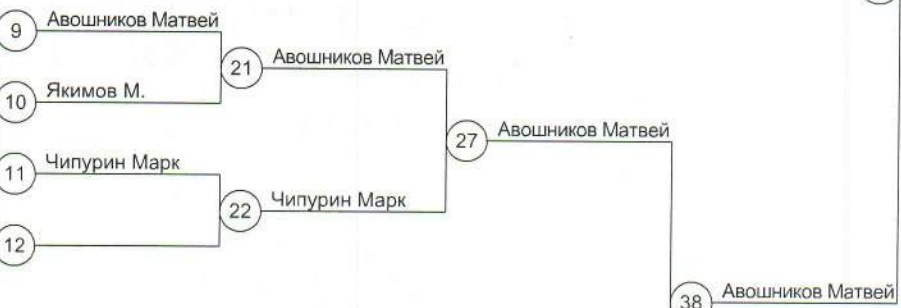 9 Авошников Матвей
21 Авошников Матвей
10 Якимов М.
27 Авошников Матвей
11 Чипурин Марк
22 Чипурин Марк
12
38 Авошников Матвей